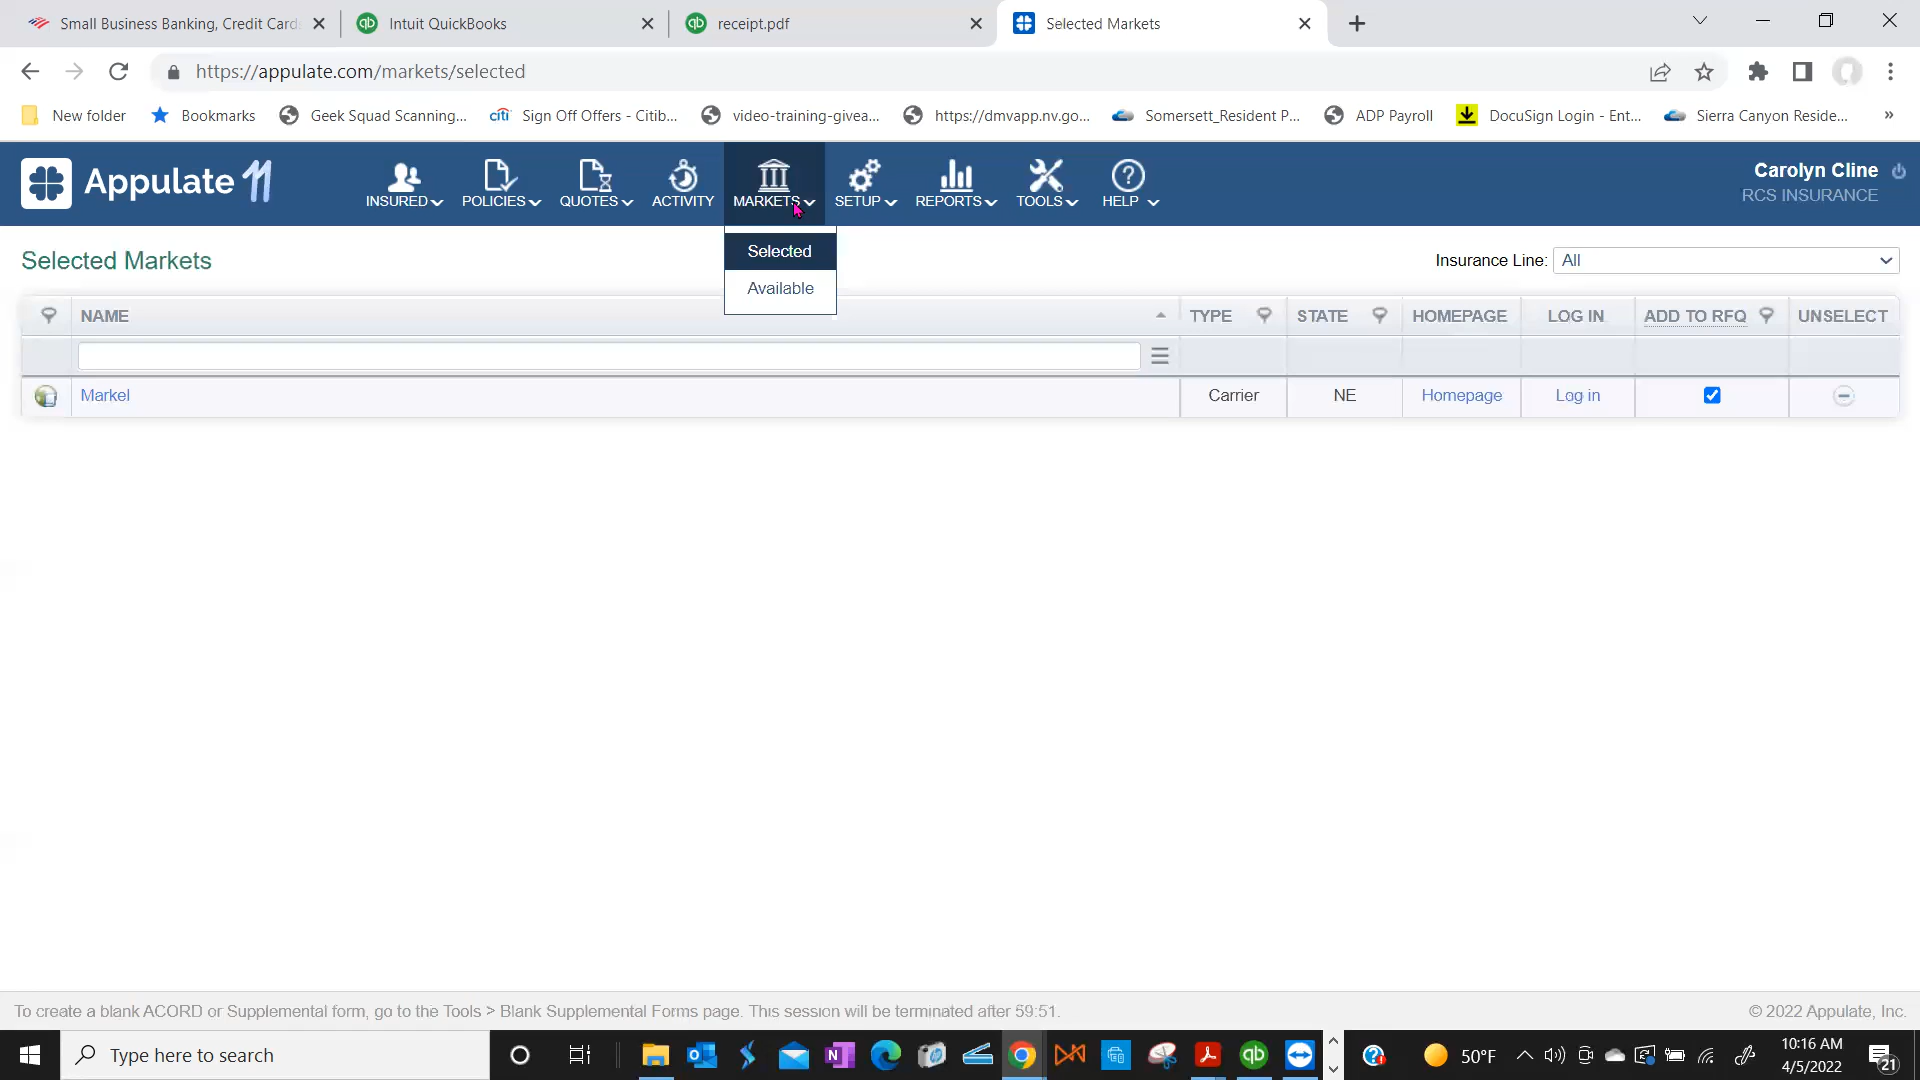 Small Business Banking, Credit Card
Intuit QuickBooks
receipt.pdf
Selected Markets
https://appulate.com/markets/selected
New folder
Bookmarks
Geek Squad Scanning...
citi
Sign Off Offers - Citib...
video-training-givea...
https://dmvapp.nv.go...
Somersett_Resident P...
ADP Payroll
DocuSign Login - Ent...
Sierra Canyon Reside...
»
Appulate 11
INSURED
POLICIES
QUOTES
ACTIVITY
MARKETS
SETUP
REPORTS
TOOLS
HELP
Carolyn Cline
RCS INSURANCE
Selected
Available
Selected Markets
Insurance Line: All
NAME TYPE STATE HOMEPAGE LOG IN ADD TO RFQ UNSELECT
Markel Carrier NE Homepage Log in
To create a blank ACORD or Supplemental form, go to the Tools > Blank Supplemental Forms page. This session will be terminated after 59:51.
© 2022 Appulate, Inc.
Type here to search
50°F
10:16 AM
4/5/2022
21